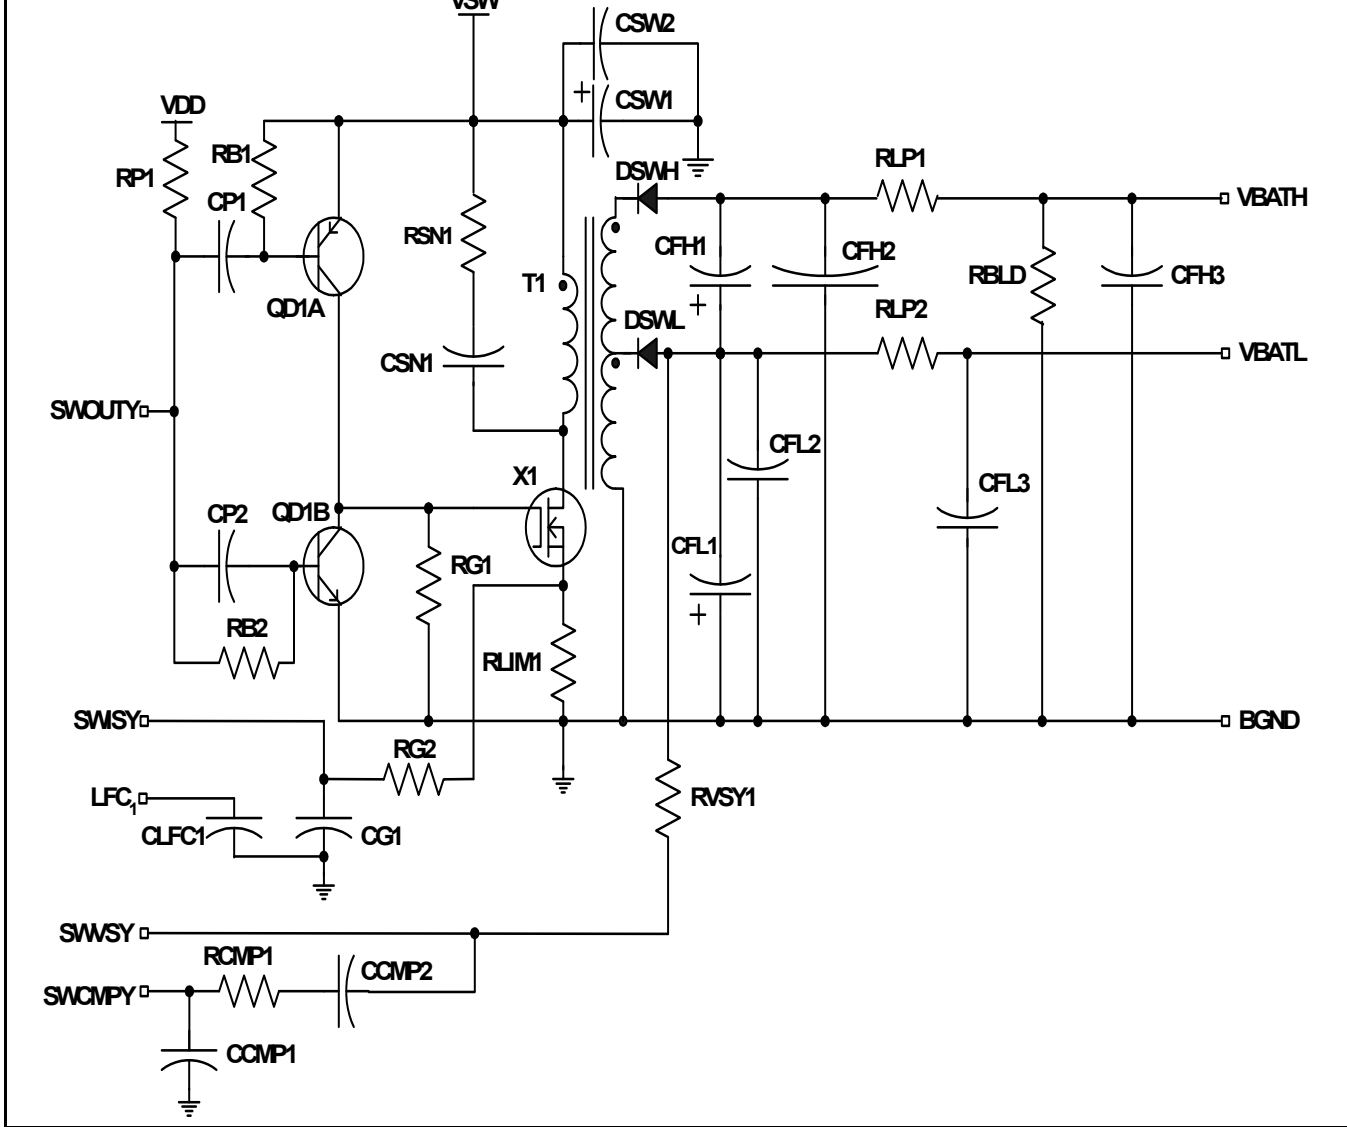 VSW
CSW2
CSW1
VDD
RP1
RB1
CP1
RSN1
QD1A
T1
CSN1
DSWH
RLP1
VBATH
CFH1
CFH2
RBLD
CFH3
DSWL
RLP2
VBATL
SWOUTY
X1
CFL2
CFL3
CP2
QD1B
RG1
CFL1
RB2
RLIM1
SWISY
BGND
RG2
LFC1
CLFC1
CG1
RVSY1
SWVSY
RCMP1
CCMP2
SWCMPY
CCMP1